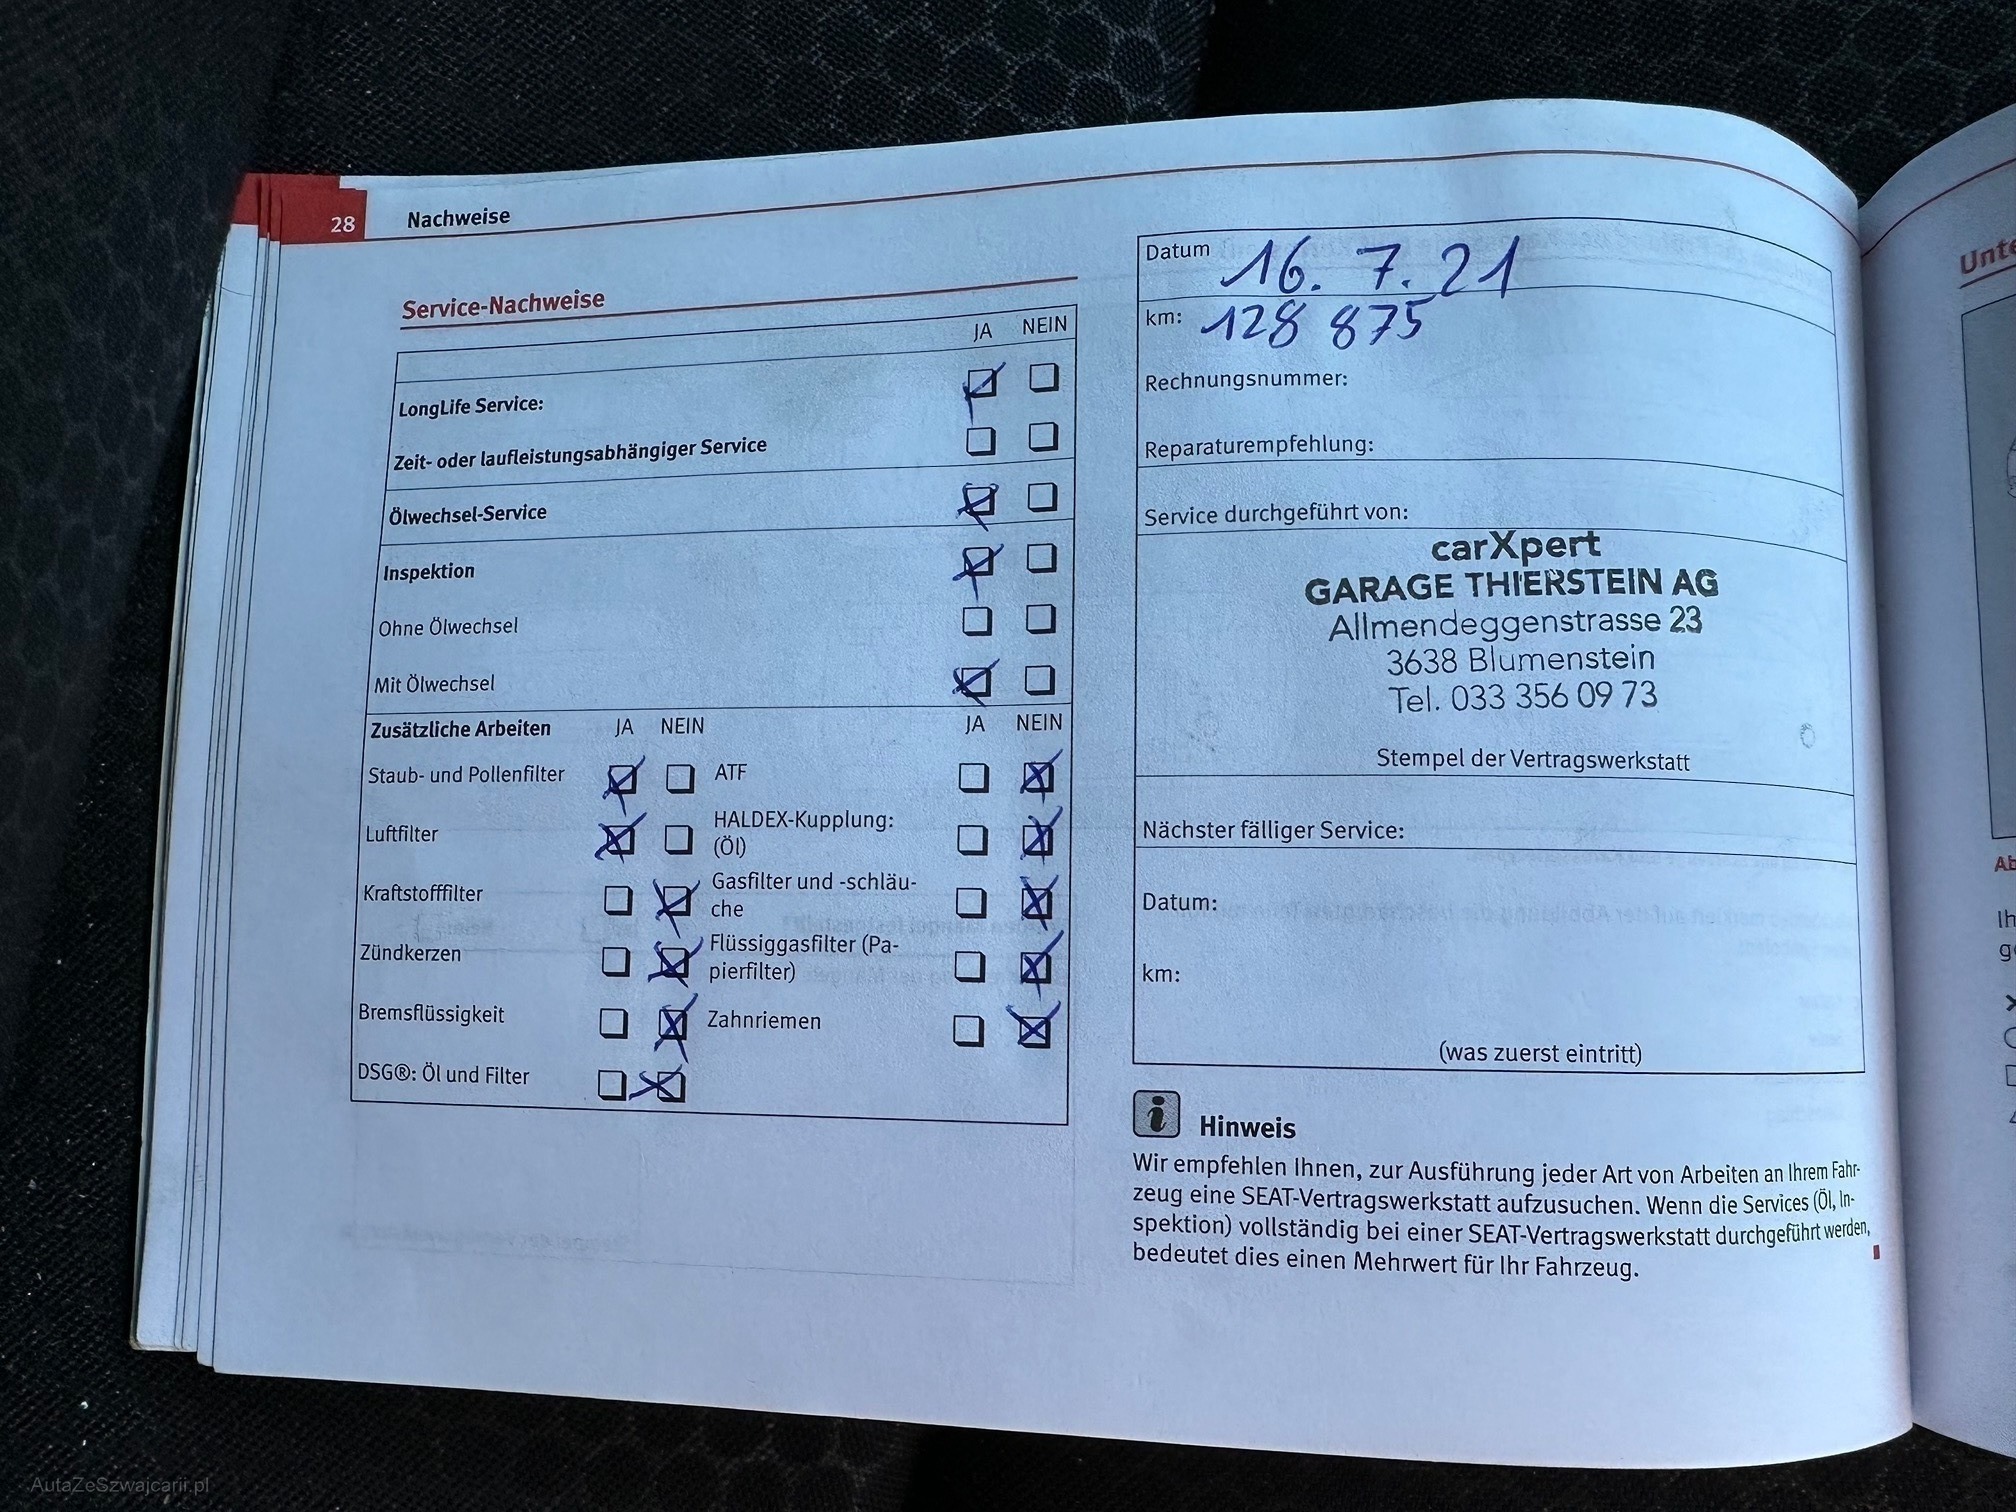 28
Nachweise
Service-Nachweise
JA NEIN
LongLife Service:
Zeit- oder laufleistungsabhängiger Service
Ölwechsel-Service
Inspektion
Ohne Ölwechsel
Mit Ölwechsel
Zusätzliche Arbeiten JA NEIN JA NEIN
Staub- und Pollenfilter ATF
Luftfilter HALDEX-Kupplung:
(Öl)
Kraftstofffilter Gasfilter und -schläu-
che
Zündkerzen Flüssiggasfilter (Pa-
pierfilter)
Bremsflüssigkeit Zahnriemen
DSG®: Öl und Filter
Datum 16. 7. 21
km: 128 875
Rechnungsnummer:
Reparaturempfehlung:
Service durchgeführt von:
carXpert
GARAGE THIERSTEIN AG
Allmendeggenstrasse 23
3638 Blumenstein
Tel. 033 356 09 73
Stempel der Vertragswerkstatt
Nächster fälliger Service:
Datum:
km:
(was zuerst eintritt)
i Hinweis
Wir empfehlen Ihnen, zur Ausführung jeder Art von Arbeiten an Ihrem Fahr-
zeug eine SEAT-Vertragswerkstatt aufzusuchen. Wenn die Services (Öl, In-
spektion) vollständig bei einer SEAT-Vertragswerkstatt durchgeführt werden,
bedeutet dies einen Mehrwert für Ihr Fahrzeug.
AutaZeSzwajcarii.pl